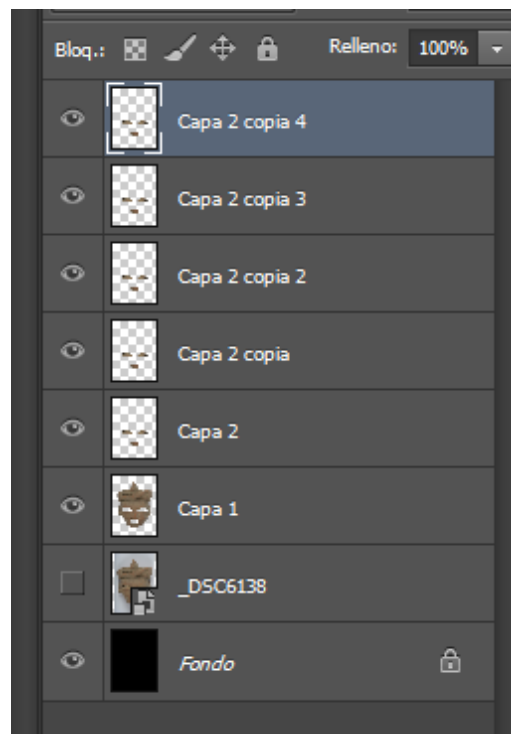 Bloq.: Relleno: 100%
Capa 2 copia 4
Capa 2 copia 3
Capa 2 copia 2
Capa 2 copia
Capa 2
Capa 1
_DSC6138
Fondo